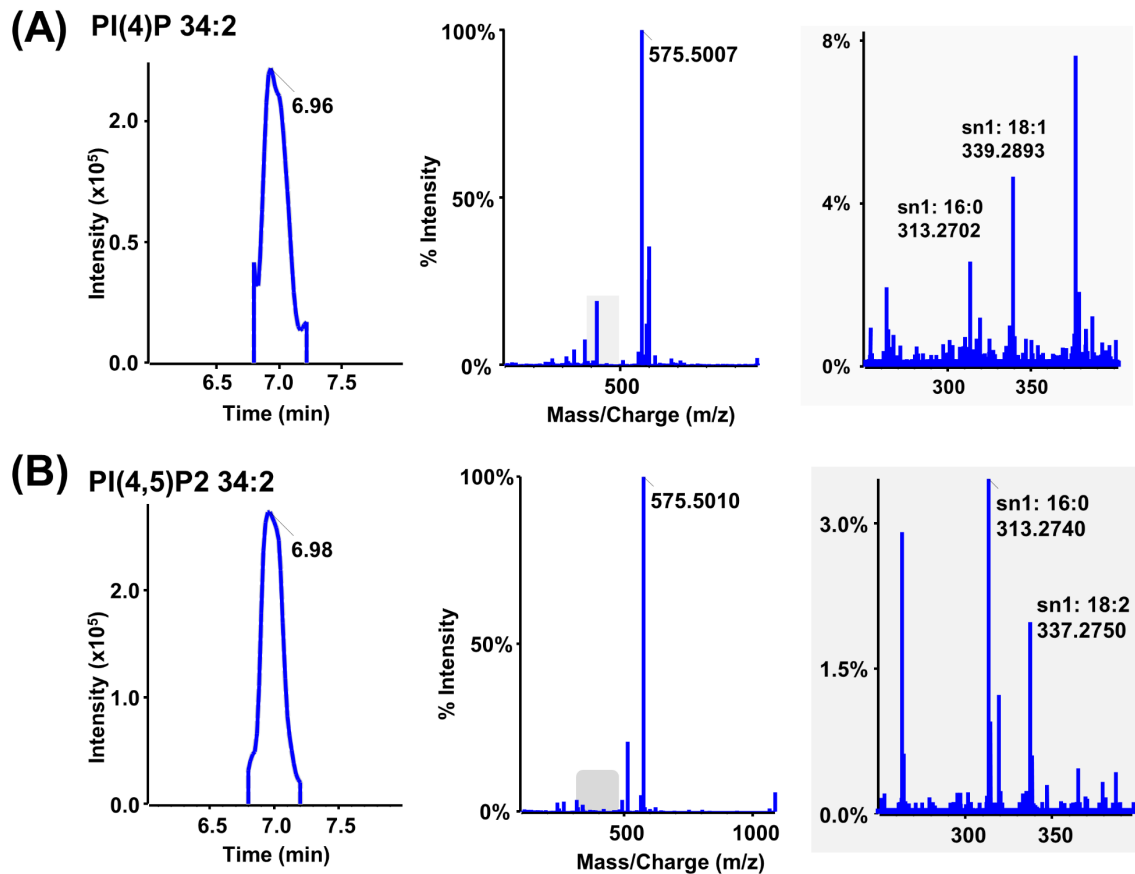 (A) PI(4)P 34:2
Intensity (x10⁵)
2.0
0.5
0.0
6.96
6.5 7.0 7.5
Time (min)
% Intensity
100%
50%
0%
575.5007
500
Mass/Charge (m/z)
8%
4%
0%
sn1: 18:1
339.2893
sn1: 16:0
313.2702
300 350
(B) PI(4,5)P2 34:2
Intensity (x10⁵)
2.0
1.0
0.0
6.98
6.5 7.0 7.5
Time (min)
% Intensity
100%
50%
0%
575.5010
500 1000
Mass/Charge (m/z)
3.0%
1.5%
0.0%
sn1: 16:0
313.2740
sn1: 18:2
337.2750
300 350